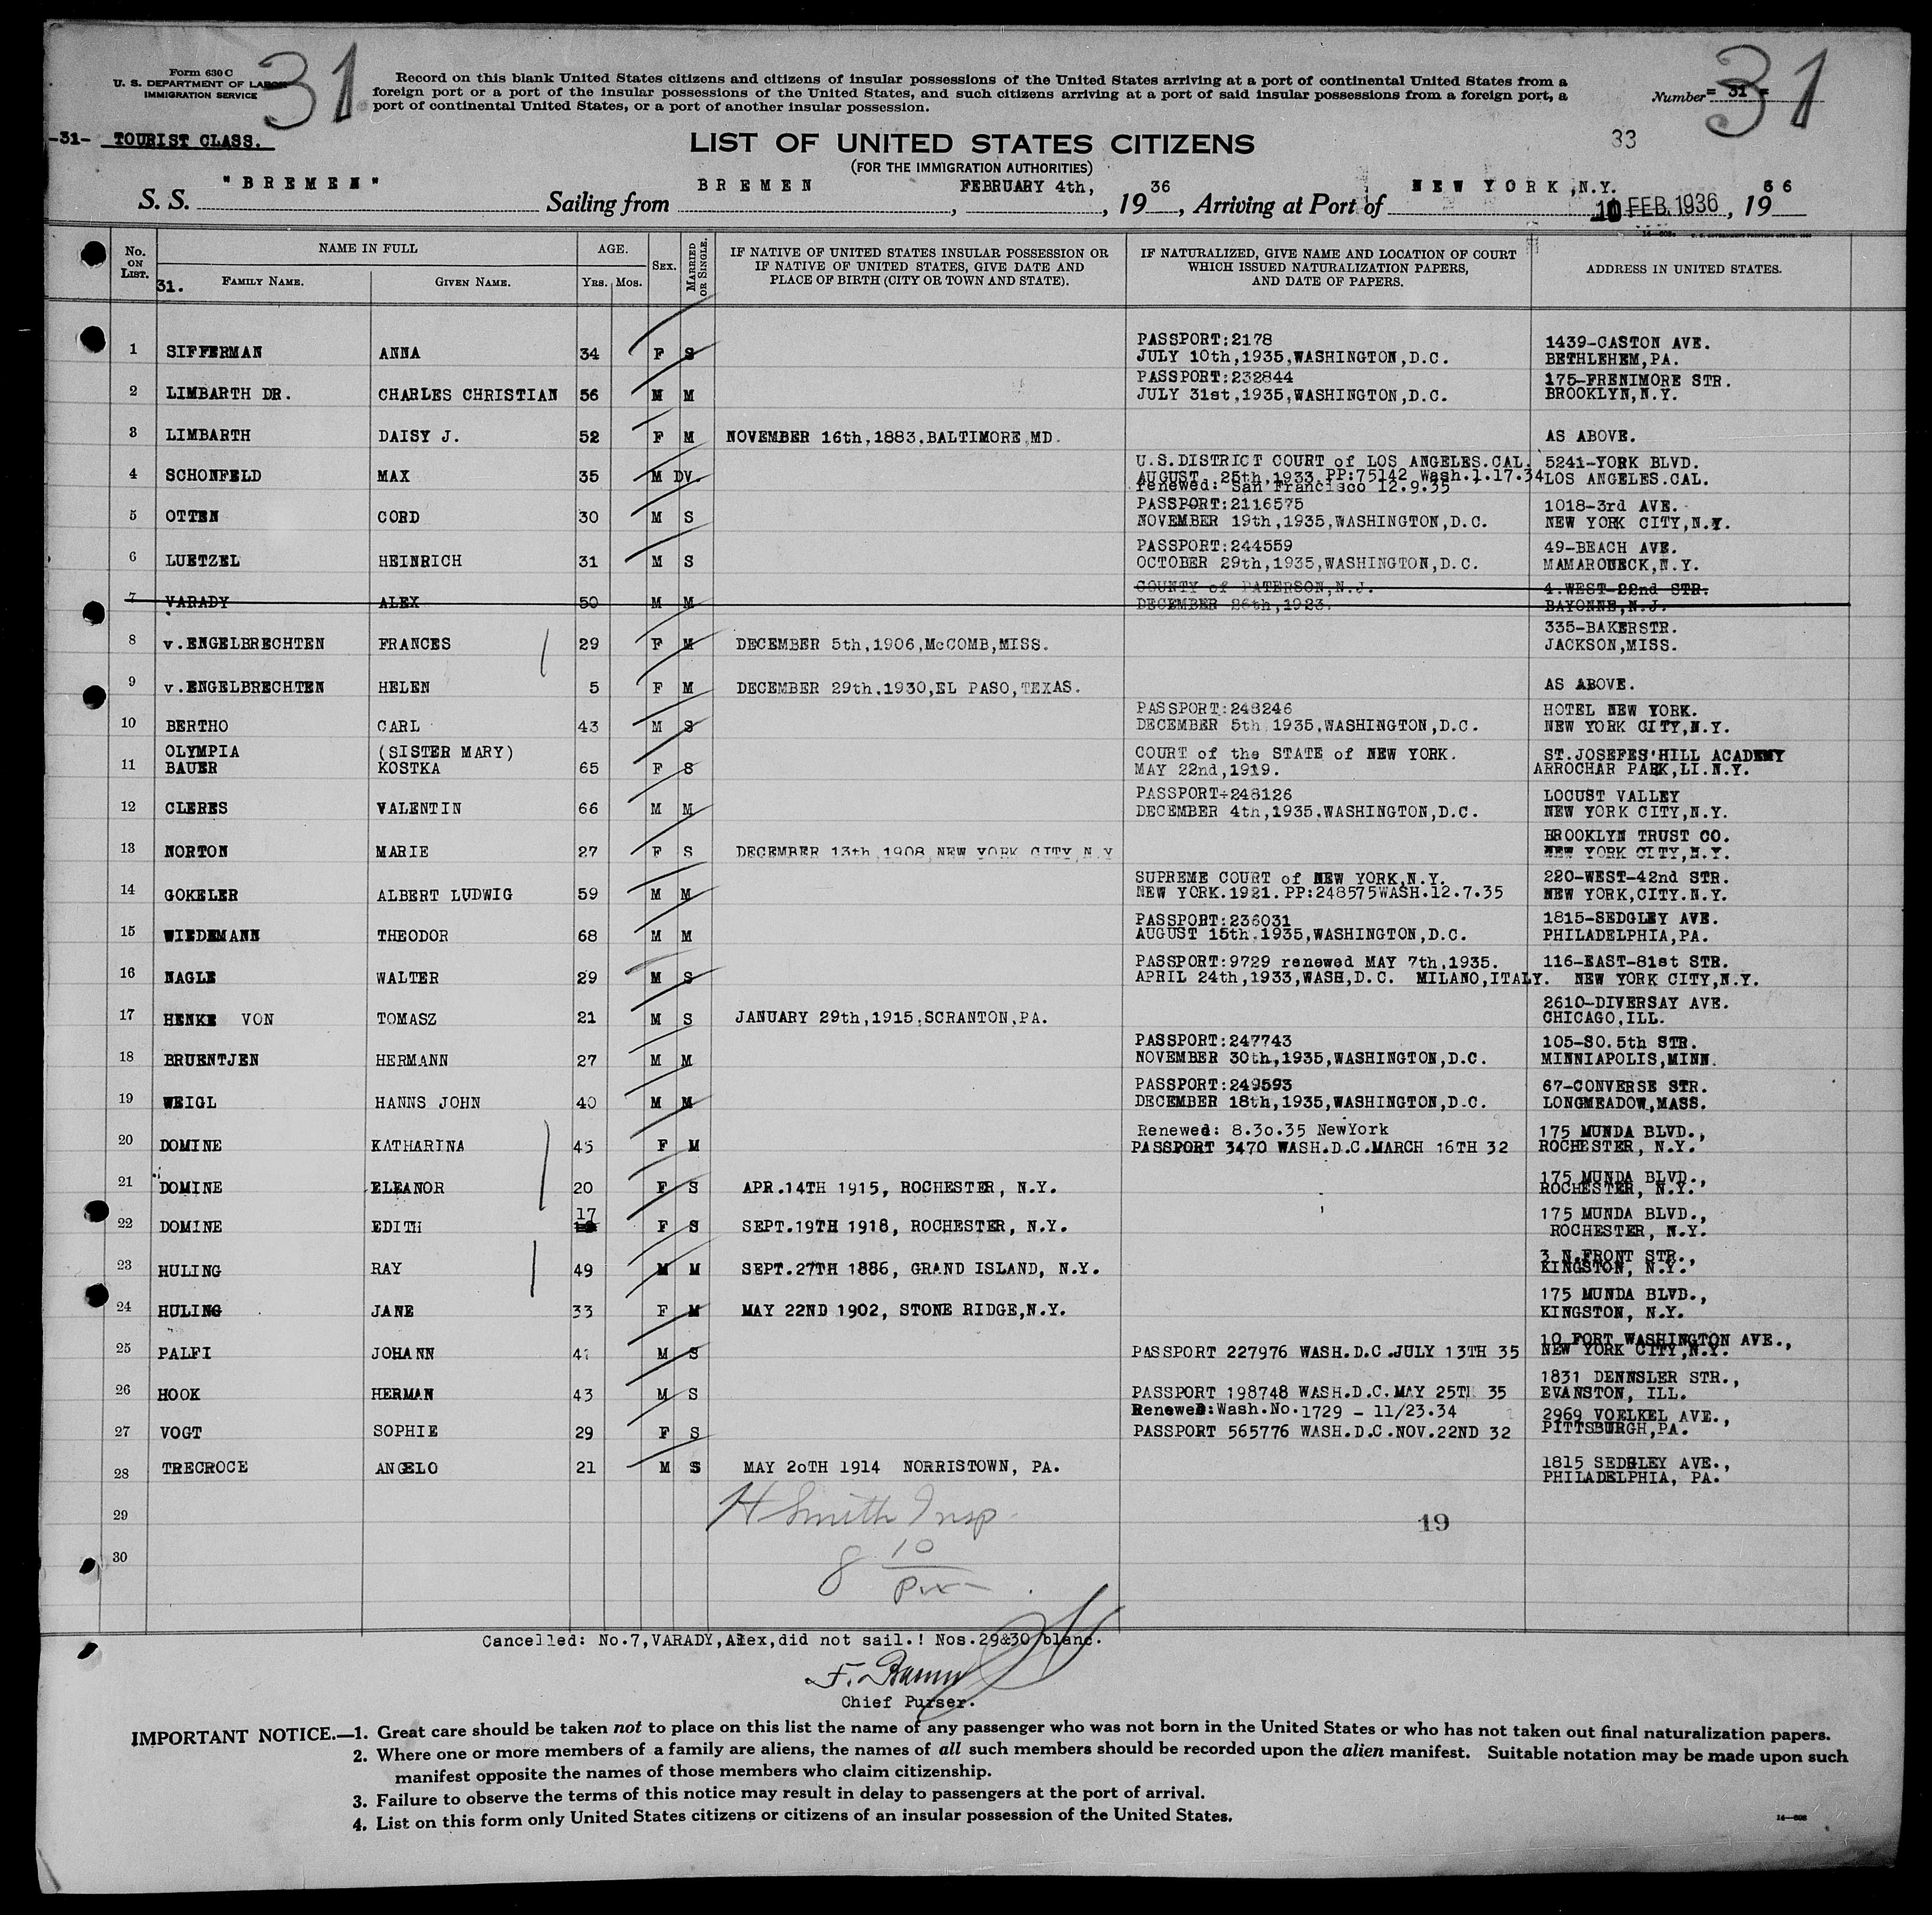 Form 630 C
U. S. DEPARTMENT OF LABOR
IMMIGRATION SERVICE
31
Record on this blank United States citizens and citizens of insular possessions of the United States arriving at a port of continental United States from a
foreign port or a port of the insular possessions of the United States, and such citizens arriving at a port of said insular possessions from a foreign port, a
port of continental United States, or a port of another insular possession.
Number = 31 =
31
-31- TOURIST CLASS.
LIST OF UNITED STATES CITIZENS
33
(FOR THE IMMIGRATION AUTHORITIES)
S. S. "BREMEN" Sailing from BREMEN, FEBRUARY 4th, 1936, Arriving at Port of NEW YORK, N.Y. 10 FEB. 1936, 1936
No. ON LIST. NAME IN FULL AGE. SEX. MARRIED OR SINGLE. IF NATIVE OF UNITED STATES INSULAR POSSESSION OR IF NATIVE OF UNITED STATES, GIVE DATE AND PLACE OF BIRTH (CITY OR TOWN AND STATE). IF NATURALIZED, GIVE NAME AND LOCATION OF COURT WHICH ISSUED NATURALIZATION PAPERS, AND DATE OF PAPERS. ADDRESS IN UNITED STATES.
31. FAMILY NAME. GIVEN NAME. YRS. MOS.
1 SIFFERMAN ANNA 34 F S PASSPORT:2178 JULY 10th,1935,WASHINGTON,D.C. 1439-CASTON AVE. BETHLEHEM,PA.
2 LIMBARTH DR. CHARLES CHRISTIAN 56 M M PASSPORT:232844 JULY 31st,1935,WASHINGTON,D.C. 175-FRENIMORE STR. BROOKLYN,N.Y.
3 LIMBARTH DAISY J. 52 F M NOVEMBER 16th,1883.BALTIMORE,MD. AS ABOVE.
4 SCHONFELD MAX 35 M DV. U.S.DISTRICT COURT of LOS ANGELES.CAL. AUGUST 25th,1933 PP:75142 Wash.1.17.34 renewed: San Francisco 12.9.35 5241-YORK BLVD. LOS ANGELES.CAL.
5 OTTEN CORD 30 M S PASSPORT:2116575 NOVEMBER 19th,1935,WASHINGTON,D.C. 1018-3rd AVE. NEW YORK CITY,N.Y.
6 LUETZEL HEINRICH 31 M S PASSPORT:244559 OCTOBER 29th,1935,WASHINGTON,D.C. 49-BEACH AVE. MAMARONECK,N.Y.
7 VARADY ALEX 50 M M COUNTY of PATERSON,N.J. DECEMBER 26th,1923. 4.WEST-22nd STR. BAYONNE,N.J.
8 v.ENGELBRECHTEN FRANCES 29 F M DECEMBER 5th,1906,McCOMB,MISS. 335-BAKERSTR. JACKSON,MISS.
9 v.ENGELBRECHTEN HELEN 5 F M DECEMBER 29th,1930,EL PASO,TEXAS. AS ABOVE.
10 BERTHO CARL 43 M S PASSPORT:248246 DECEMBER 5th,1935,WASHINGTON,D.C. HOTEL NEW YORK. NEW YORK CITY,N.Y.
11 OLYMPIA BAUER (SISTER MARY) KOSTKA 65 F S COURT of the STATE of NEW YORK. MAY 22nd,1919. ST.JOSEFES'HILL ACADEMY ARROCHAR PARK,LI.N.Y.
12 CLERES VALENTIN 66 M M PASSPORT÷248126 DECEMBER 4th,1935.WASHINGTON,D.C. LOCUST VALLEY NEW YORK CITY,N.Y.
13 NORTON MARIE 27 F S DECEMBER 13th,1908,NEW YORK CITY,N.Y BROOKLYN TRUST CO. NEW YORK CITY,N.Y.
14 GOKELER ALBERT LUDWIG 59 M M SUPREME COURT of NEW YORK,N.Y. NEW YORK.1921. PP:248575WASH.12.7.35 220-WEST-42nd STR. NEW YORK,CITY.N.Y.
15 WIEDEMANN THEODOR 68 M M PASSPORT:236031 AUGUST 15th.1935,WASHINGTON,D.C. 1815-SEDGLEY AVE. PHILADELPHIA,PA.
16 NAGLE WALTER 29 M S PASSPORT:9729 renewed MAY 7th,1935. APRIL 24th,1933,WASH,D.C. MILANO,ITALY. 116-EAST-81st STR. NEW YORK CITY,N.Y.
17 HENKE VON TOMASZ 21 M S JANUARY 29th,1915,SCRANTON,PA. 2610-DIVERSAY AVE. CHICAGO,ILL.
18 BRUENTJEN HERMANN 27 M M PASSPORT:247743 NOVEMBER 30th,1935,WASHINGTON,D.C. 105-SO.5th STR. MINNIAPOLIS,MINN.
19 WEIGL HANNS JOHN 40 M M PASSPORT:249593 DECEMBER 18th,1935,WASHINGTON,D.C. 67-CONVERSE STR. LONGMEADOW,MASS.
20 DOMINE KATHARINA 45 F M Renewed: 8.30.35 NewYork PASSPORT 3470 WASH.D.C.MARCH 16TH 32 175 MUNDA BLVD., ROCHESTER, N.Y.
21 DOMINE ELEANOR 20 F S APR.14TH 1915, ROCHESTER, N.Y. 175 MUNDA BLVD., ROCHESTER, N.Y.
22 DOMINE EDITH 17 F S SEPT.19TH 1918, ROCHESTER, N.Y. 175 MUNDA BLVD., ROCHESTER, N.Y.
23 HULING RAY 49 M M SEPT.27TH 1886, GRAND ISLAND, N.Y. 3 N.FRONT STR., KINGSTON, N.Y.
24 HULING JANE 33 F M MAY 22ND 1902, STONE RIDGE,N.Y. 175 MUNDA BLVD., KINGSTON, N.Y.
25 PALFI JOHANN 41 M S PASSPORT 227976 WASH.D.C.JULY 13TH 35 10 FORT WASHINGTON AVE., NEW YORK CITY,N.Y.
26 HOOK HERMAN 43 M S PASSPORT 198748 WASH.D.C.MAY 25TH 35 1831 DENNSLER STR., EVANSTON, ILL.
27 VOGT SOPHIE 29 F S Renewed:Wash.No.1729 - 11/23.34 PASSPORT 565776 WASH.D.C.NOV.22ND 32 2969 VOELKEL AVE., PITTSBURGH,PA.
28 TRECROCE ANGELO 21 M S MAY 2oTH 1914 NORRISTOWN, PA. 1815 SEDGLEY AVE., PHILADELPHIA, PA.
29
H Smith Insp
19
30
8 10
Cancelled: No.7,VARADY,Alex,did not sail.! Nos.29&30 blanc.
Chief Purser.
IMPORTANT NOTICE.—1. Great care should be taken not to place on this list the name of any passenger who was not born in the United States or who has not taken out final naturalization papers.
2. Where one or more members of a family are aliens, the names of all such members should be recorded upon the alien manifest. Suitable notation may be made upon such
manifest opposite the names of those members who claim citizenship.
3. Failure to observe the terms of this notice may result in delay to passengers at the port of arrival.
4. List on this form only United States citizens or citizens of an insular possession of the United States.